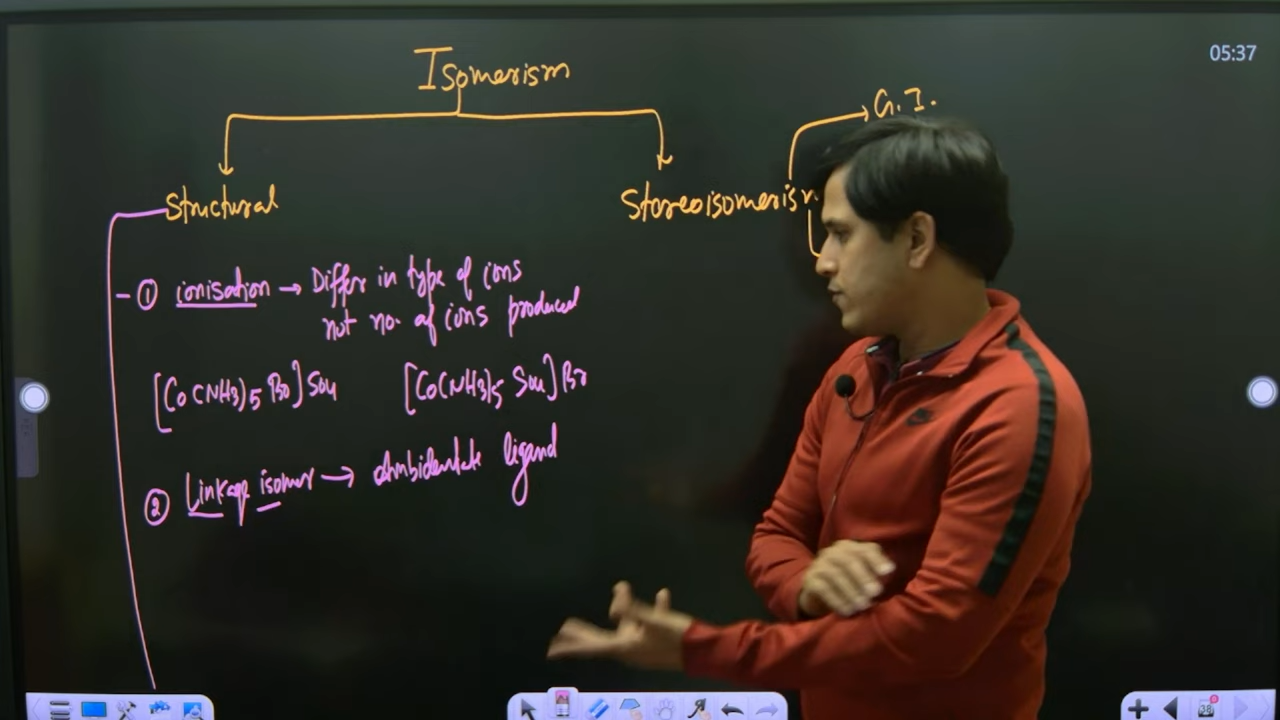 05:37
Isomerism
G.I.
Structural
Stereoisomerism
① ionisation → Differ in type of ions
not no. of ions produced
[Co(NH3)5 Br]SO4 [Co(NH3)5 SO4]Br
② Linkage isomer → Ambidentate ligand
38